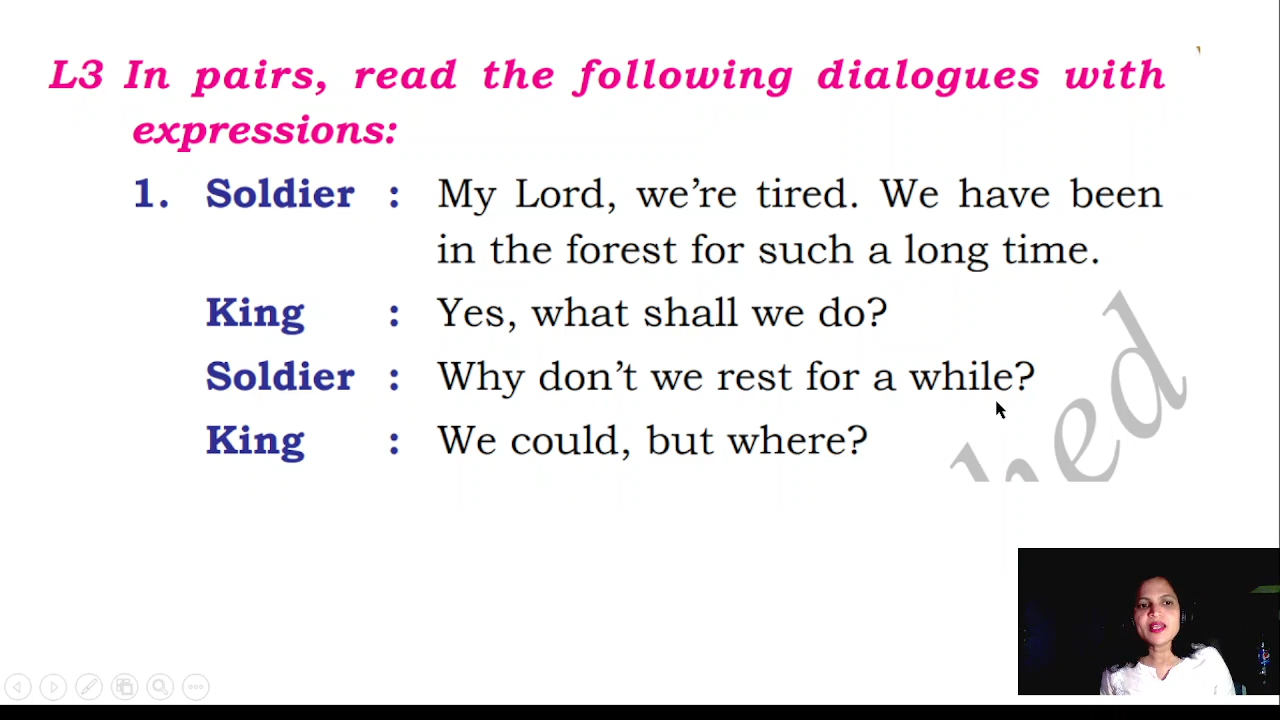 L3 In pairs, read the following dialogues with
expressions:
1. Soldier : My Lord, we're tired. We have been
in the forest for such a long time.
King : Yes, what shall we do?
Soldier : Why don't we rest for a while?
King : We could, but where?